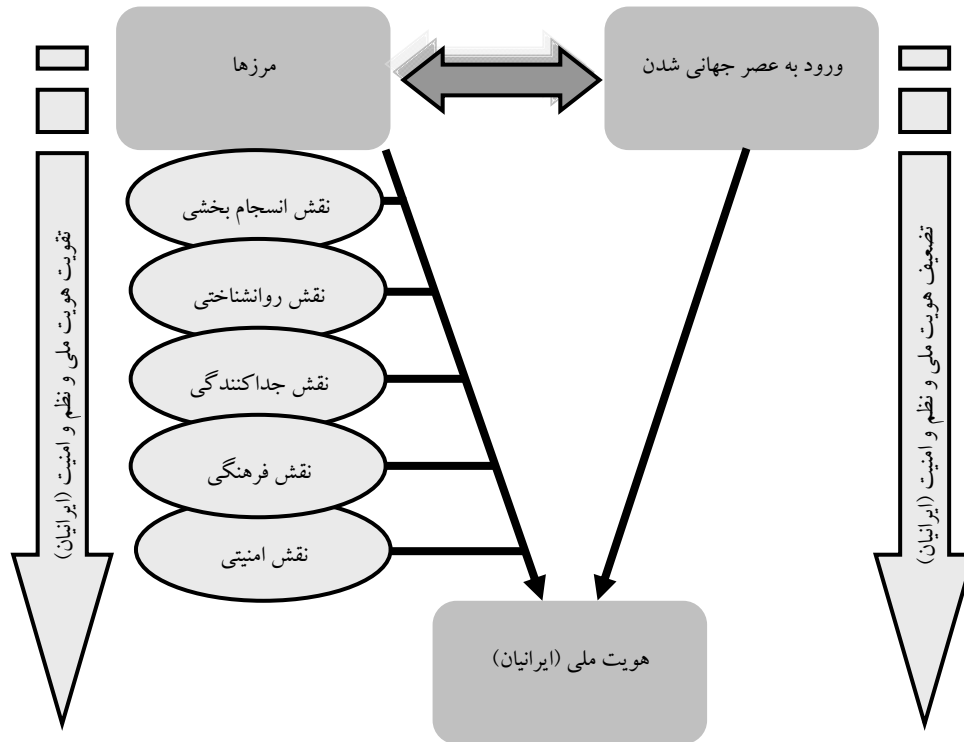 ورود به عصر جهانی شدن
مرزها
نقش انسجام بخشی
نقش روانشناختی
نقش جداکنندگی
نقش فرهنگی
نقش امنیتی
هویت ملی (ایرانیان)
تضعیف هویت ملی و نظم و امنیت (ایرانیان)
تقویت هویت ملی و نظم و امنیت (ایرانیان)